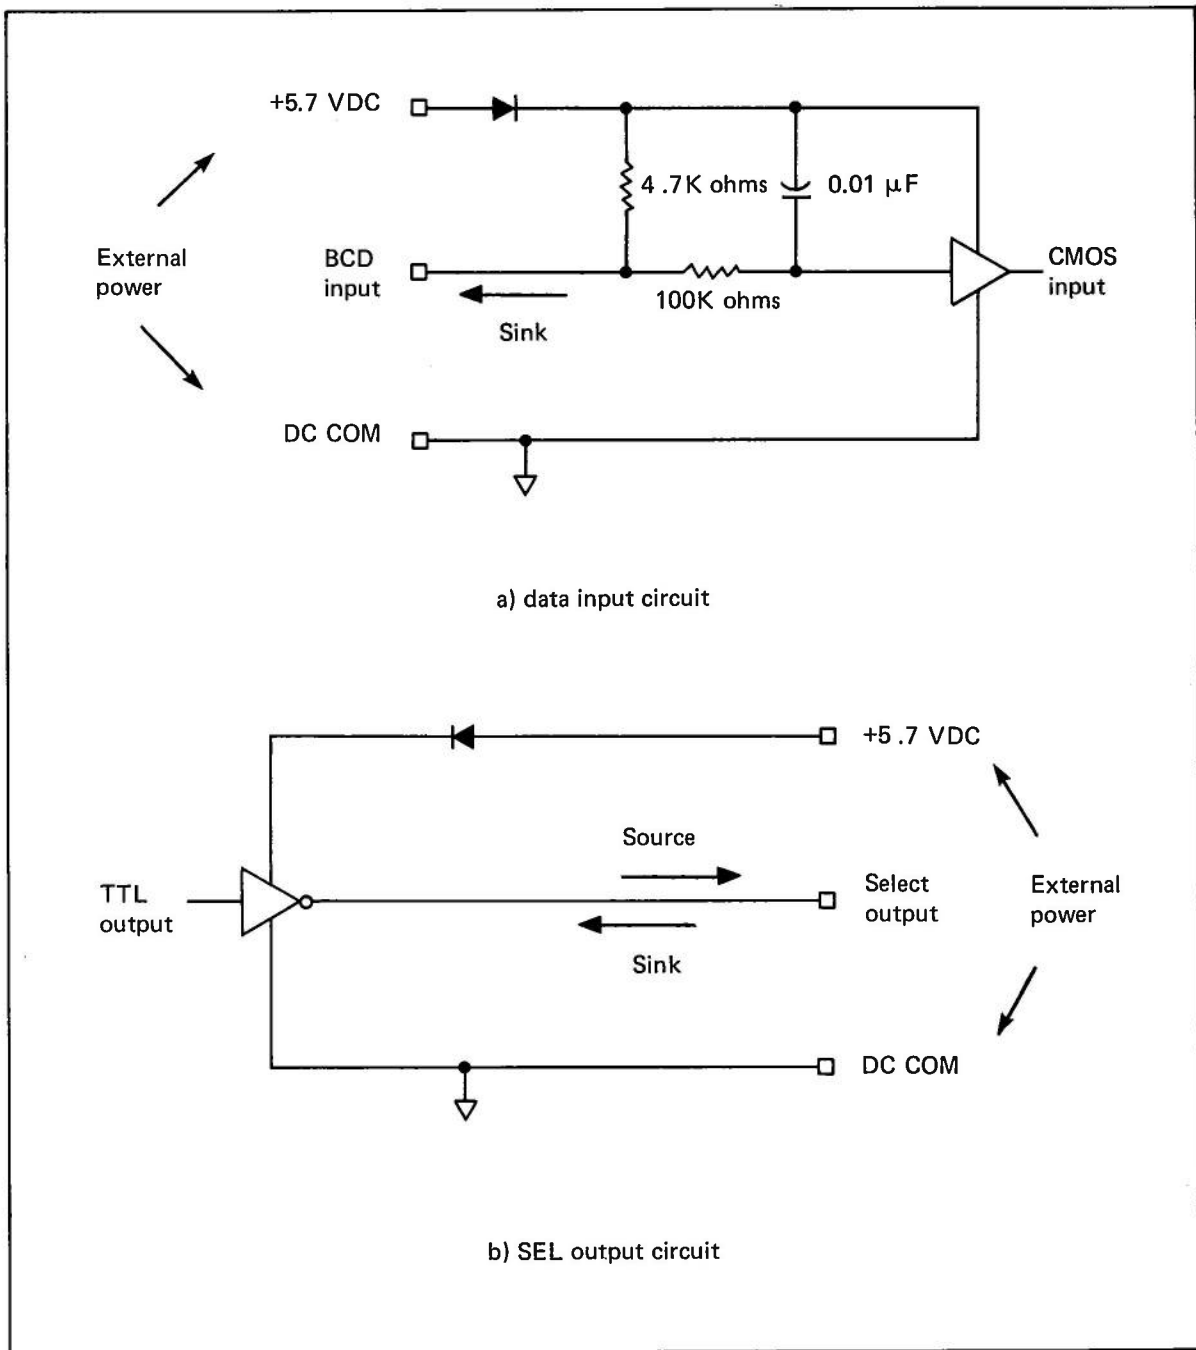 +5.7 VDC
4.7K ohms
0.01 µF
External
power
BCD
input
CMOS
input
100K ohms
Sink
DC COM
a) data input circuit
+5.7 VDC
Source
TTL
output
Select
output
External
power
Sink
DC COM
b) SEL output circuit